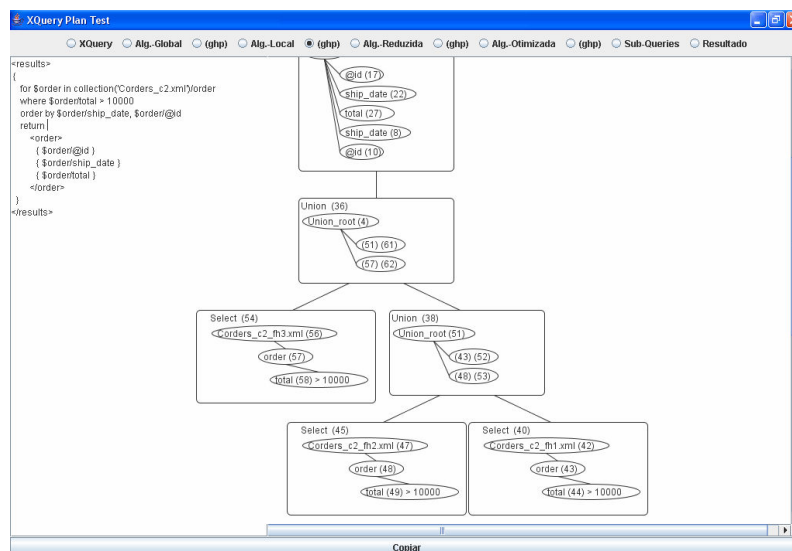 XQuery Plan Test
XQuery Alg.-Global (ghp) Alg.-Local (ghp) Alg.-Reduzida (ghp) Alg.-Otimizada (ghp) Sub-Queries Resultado
<results>
{
for $order in collection('Corders_c2.xml')/order
where $order/total > 10000
order by $order/ship_date, $order/@id
return
<order>
{ $order/@id }
{ $order/ship_date }
{ $order/total }
</order>
}
</results>
@id (17)
ship_date (22)
total (27)
ship_date (8)
@id (10)
Union (36)
Union_root (4)
(51) (61)
(57) (62)
Select (54)
Corders_c2_fh3.xml (56)
order (57)
total (58) > 10000
Union (38)
Union_root (51)
(43) (52)
(48) (53)
Select (45)
Corders_c2_fh2.xml (47)
order (48)
total (49) > 10000
Select (40)
Corders_c2_fh1.xml (42)
order (43)
total (44) > 10000
Copiar